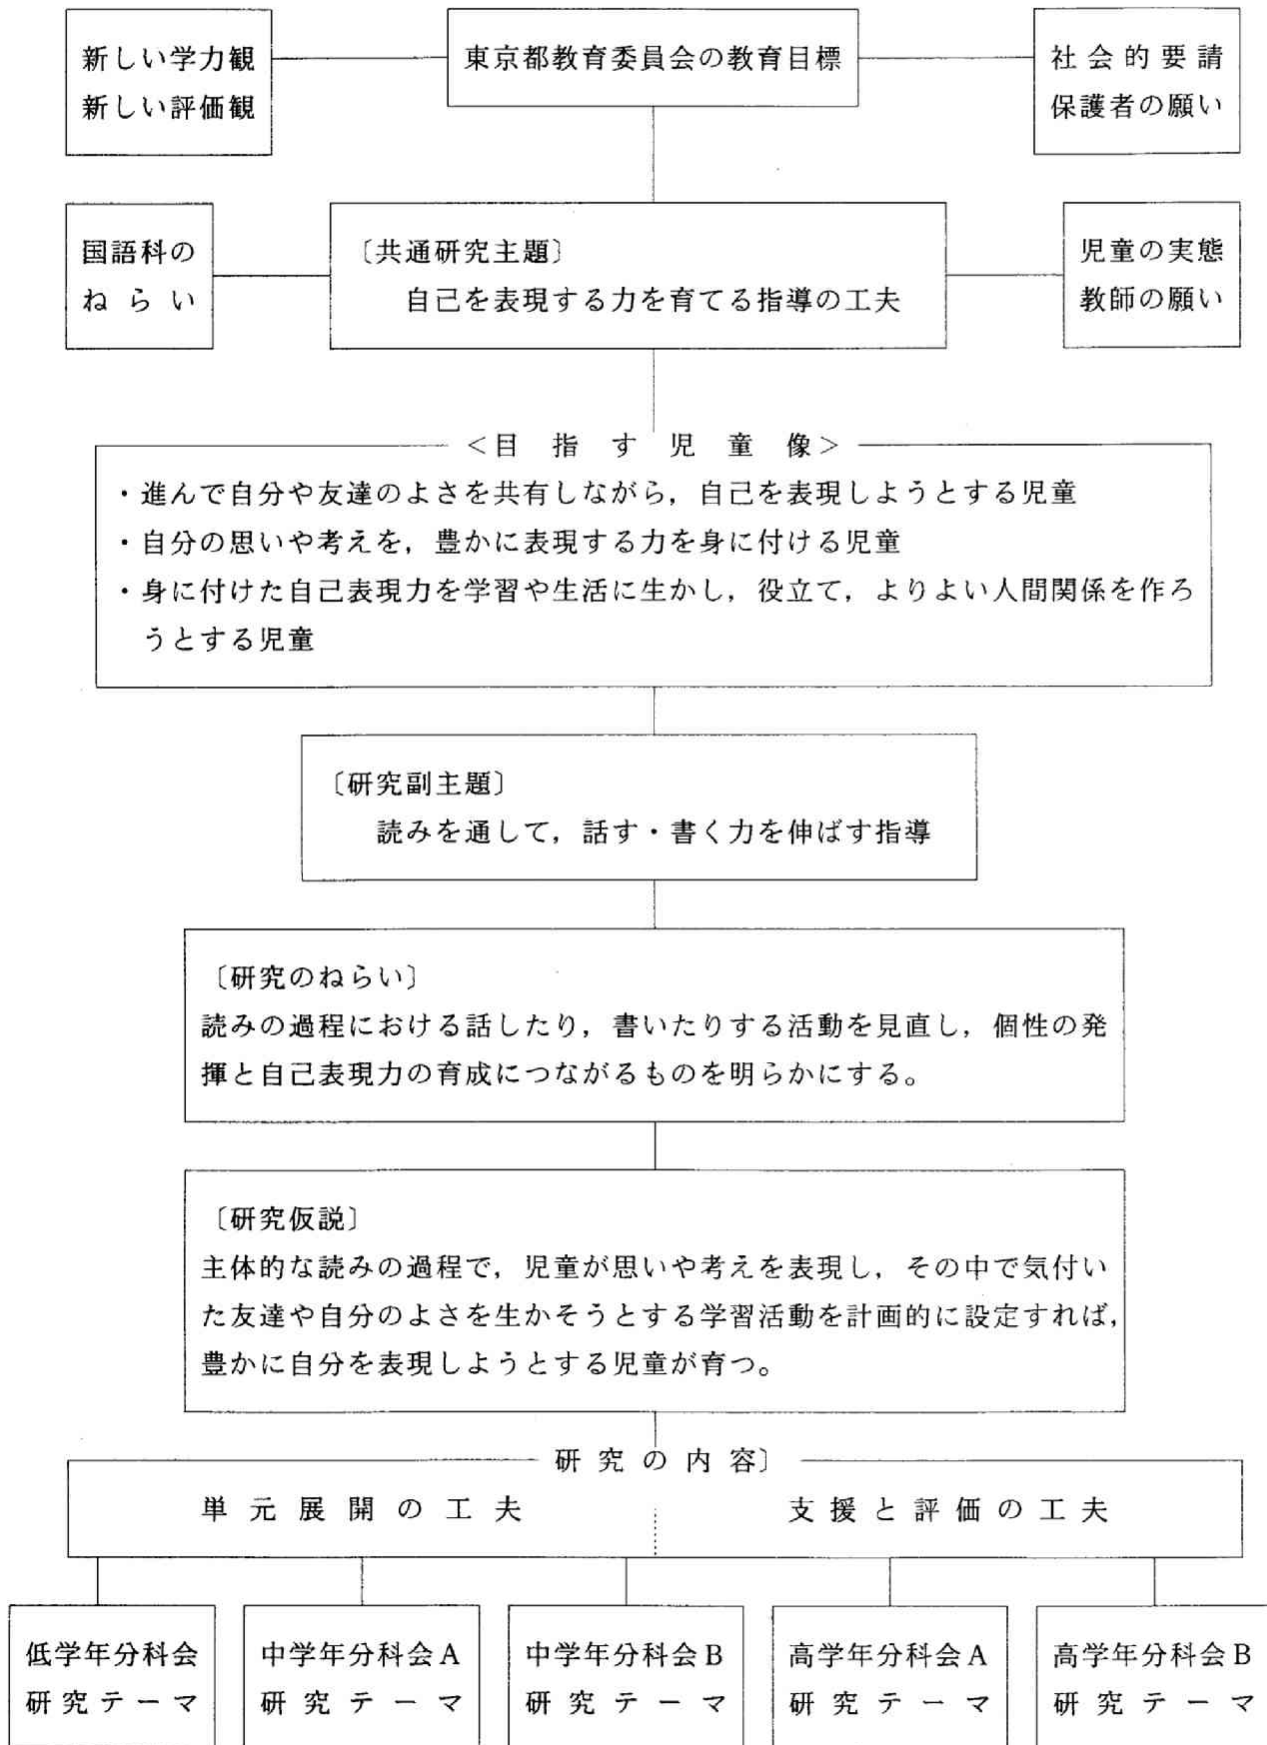 新しい学力観
新しい評価観
東京都教育委員会の教育目標
社会的要請
保護者の願い
国語科の
ねらい
〔共通研究主題〕
自己を表現する力を育てる指導の工夫
児童の実態
教師の願い
＜目指す児童像＞
・進んで自分や友達のよさを共有しながら，自己を表現しようとする児童
・自分の思いや考えを，豊かに表現する力を身に付ける児童
・身に付けた自己表現力を学習や生活に生かし，役立て，よりよい人間関係を作ろ
うとする児童
〔研究副主題〕
読みを通して，話す・書く力を伸ばす指導
〔研究のねらい〕
読みの過程における話したり，書いたりする活動を見直し，個性の発
揮と自己表現力の育成につながるものを明らかにする。
〔研究仮説〕
主体的な読みの過程で，児童が思いや考えを表現し，その中で気付い
た友達や自分のよさを生かそうとする学習活動を計画的に設定すれば，
豊かに自分を表現しようとする児童が育つ。
研究の内容〕
単元展開の工夫
支援と評価の工夫
低学年分科会
研究テーマ
中学年分科会A
研究テーマ
中学年分科会B
研究テーマ
高学年分科会A
研究テーマ
高学年分科会B
研究テーマ